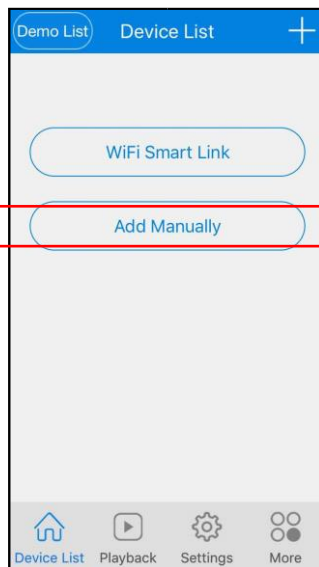 Demo List Device List
WiFi Smart Link
Add Manually
Device List Playback Settings More